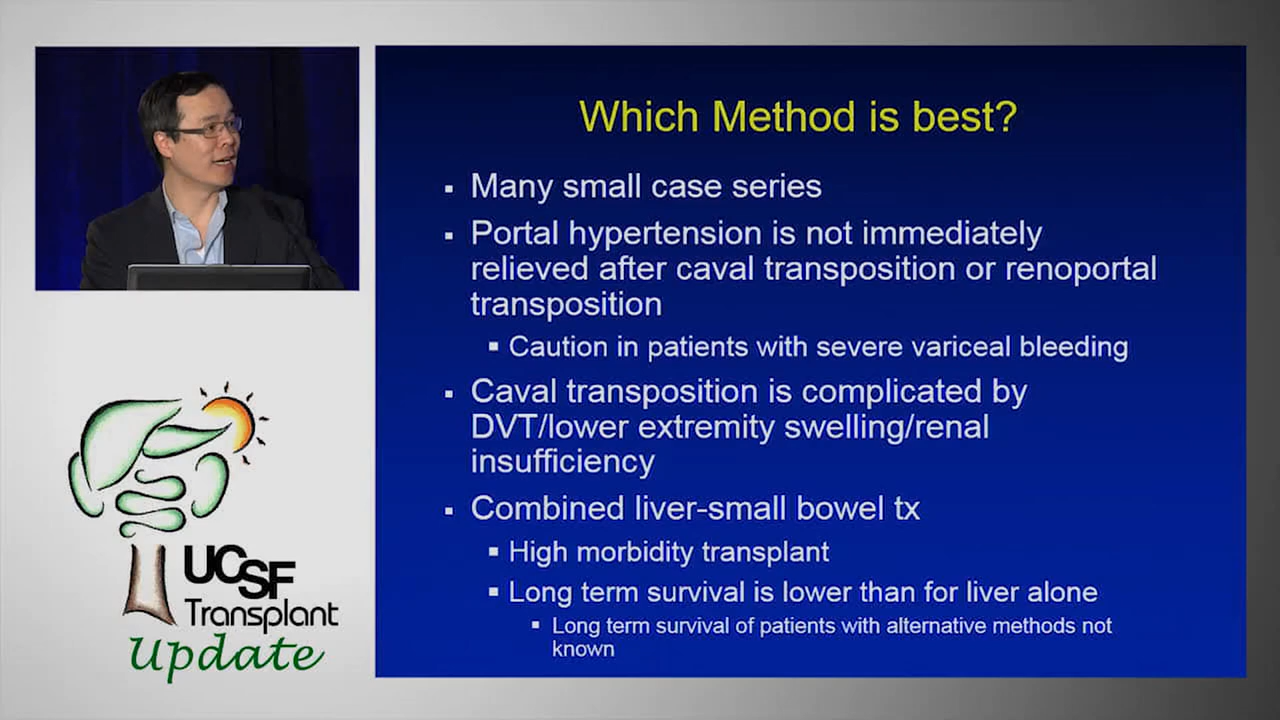 Which Method is best?
▪ Many small case series
▪ Portal hypertension is not immediately
relieved after caval transposition or renoportal
transposition
▪ Caution in patients with severe variceal bleeding
▪ Caval transposition is complicated by
DVT/lower extremity swelling/renal
insufficiency
▪ Combined liver-small bowel tx
▪ High morbidity transplant
▪ Long term survival is lower than for liver alone
▪ Long term survival of patients with alternative methods not
known
UCSF
Transplant
Update